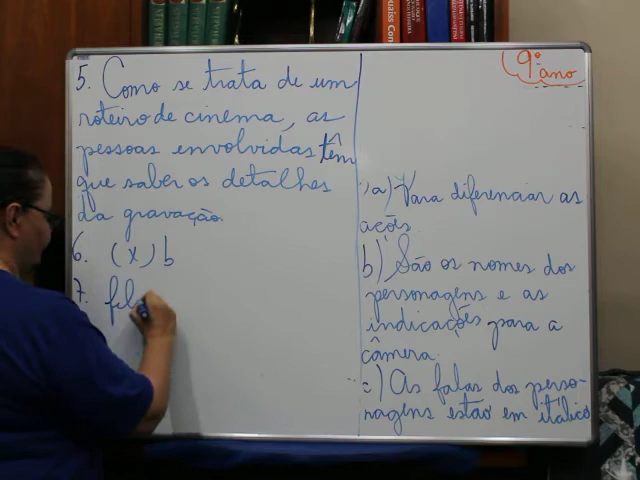 5. Como se trata de um
roteiro de cinema, as
pessoas envolvidas têm
que saber os detalhes
da gravação.
6. (x) b
7. fil
9º ano
a) Para diferenciar as
ações.
b) São os nomes dos
personagens e as
indicações para a
câmera.
c) As falas dos perso-
nagens estão em itálico